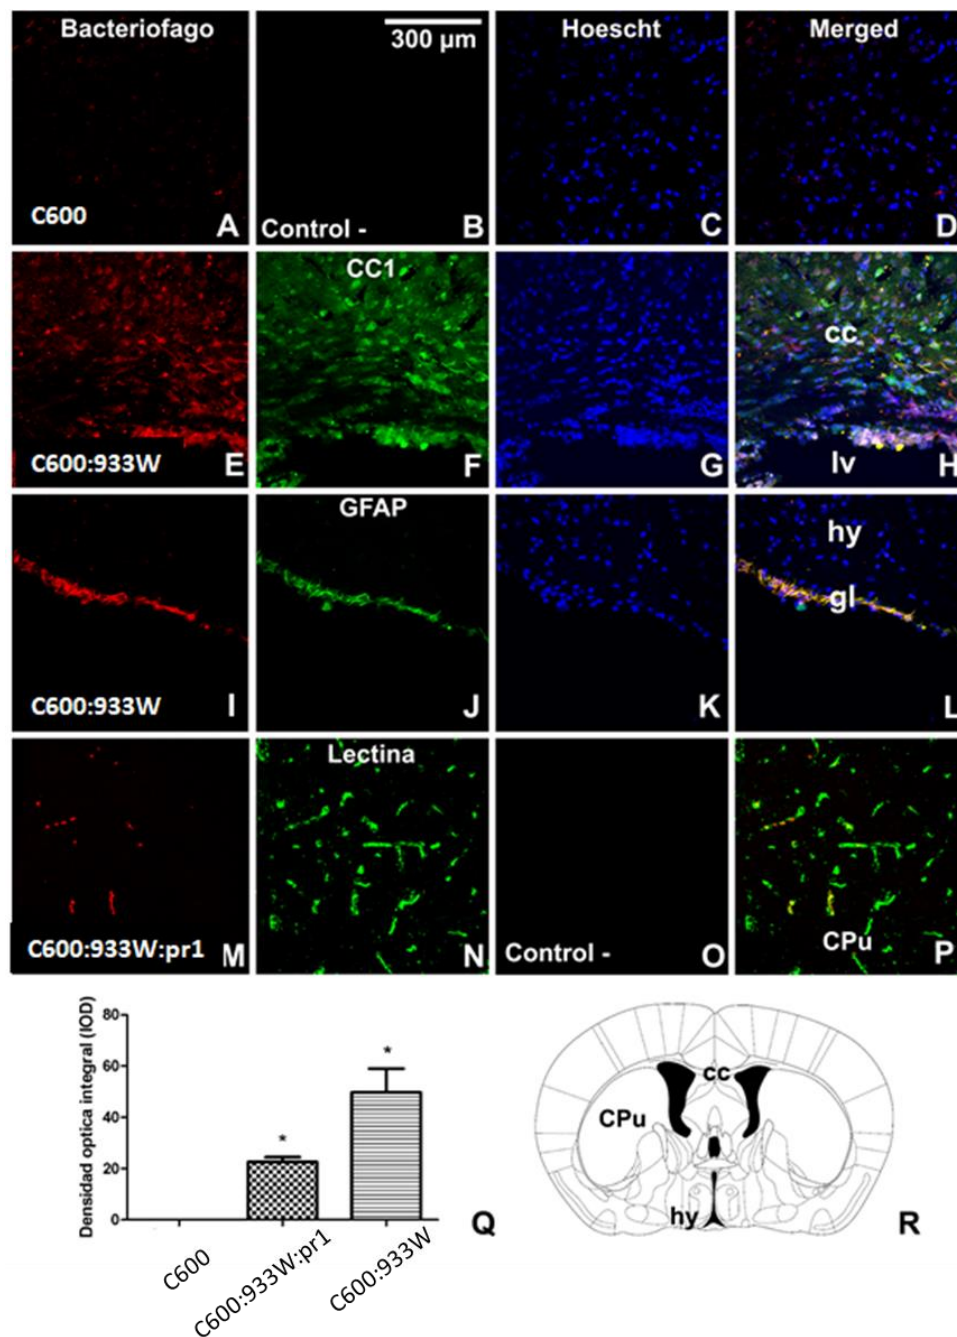 Bacteriofago
300 µm
Hoescht
Merged
C600
A
Control -
B
C
D
CC1
cc
C600:933W
E
F
G
lv
H
GFAP
hy
gl
C600:933W
I
J
K
L
Lectina
C600:933W:pr1
M
N
Control -
O
CPu
P
Densidad optica integral (IOD)
80
60
40
20
0
*
*
C600
C600:933W:pr1
C600:933W
Q
cc
CPu
hy
R